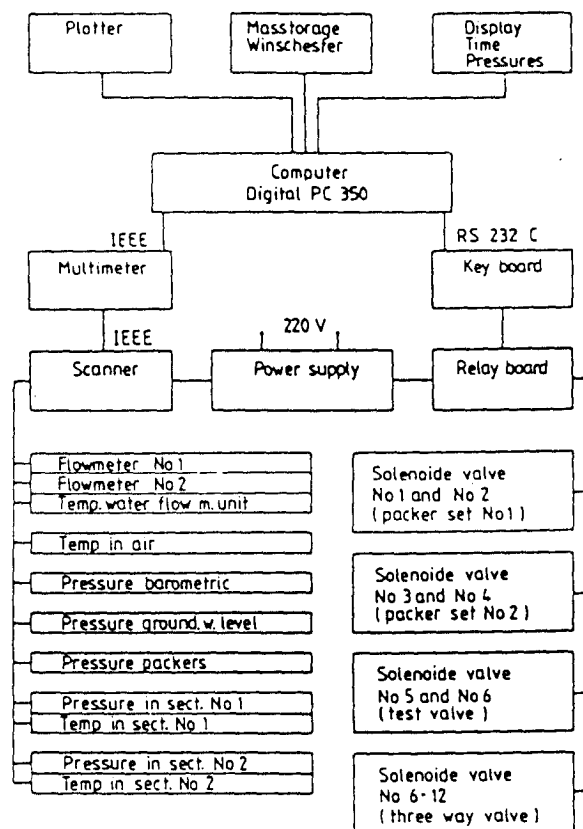 Plotter
Masstorage
Winschesfer
Display
Time
Pressures
Computer
Digital PC 350
IEEE
RS 232 C
Multimeter
Key board
IEEE
220 V
Scanner
Power supply
Relay board
Flowmeter No 1
Flowmeter No 2
Temp. water flow m. unit
Temp in air
Pressure barometric
Pressure ground. w. level
Pressure packers
Pressure in sect. No 1
Temp in sect. No 1
Pressure in sect. No 2
Temp in sect. No 2
Solenoide valve
No 1 and No 2
(packer set No 1)
Solenoide valve
No 3 and No 4
(packer set No 2)
Solenoide valve
No 5 and No 6
(test valve)
Solenoide valve
No 6-12
(three way valve)